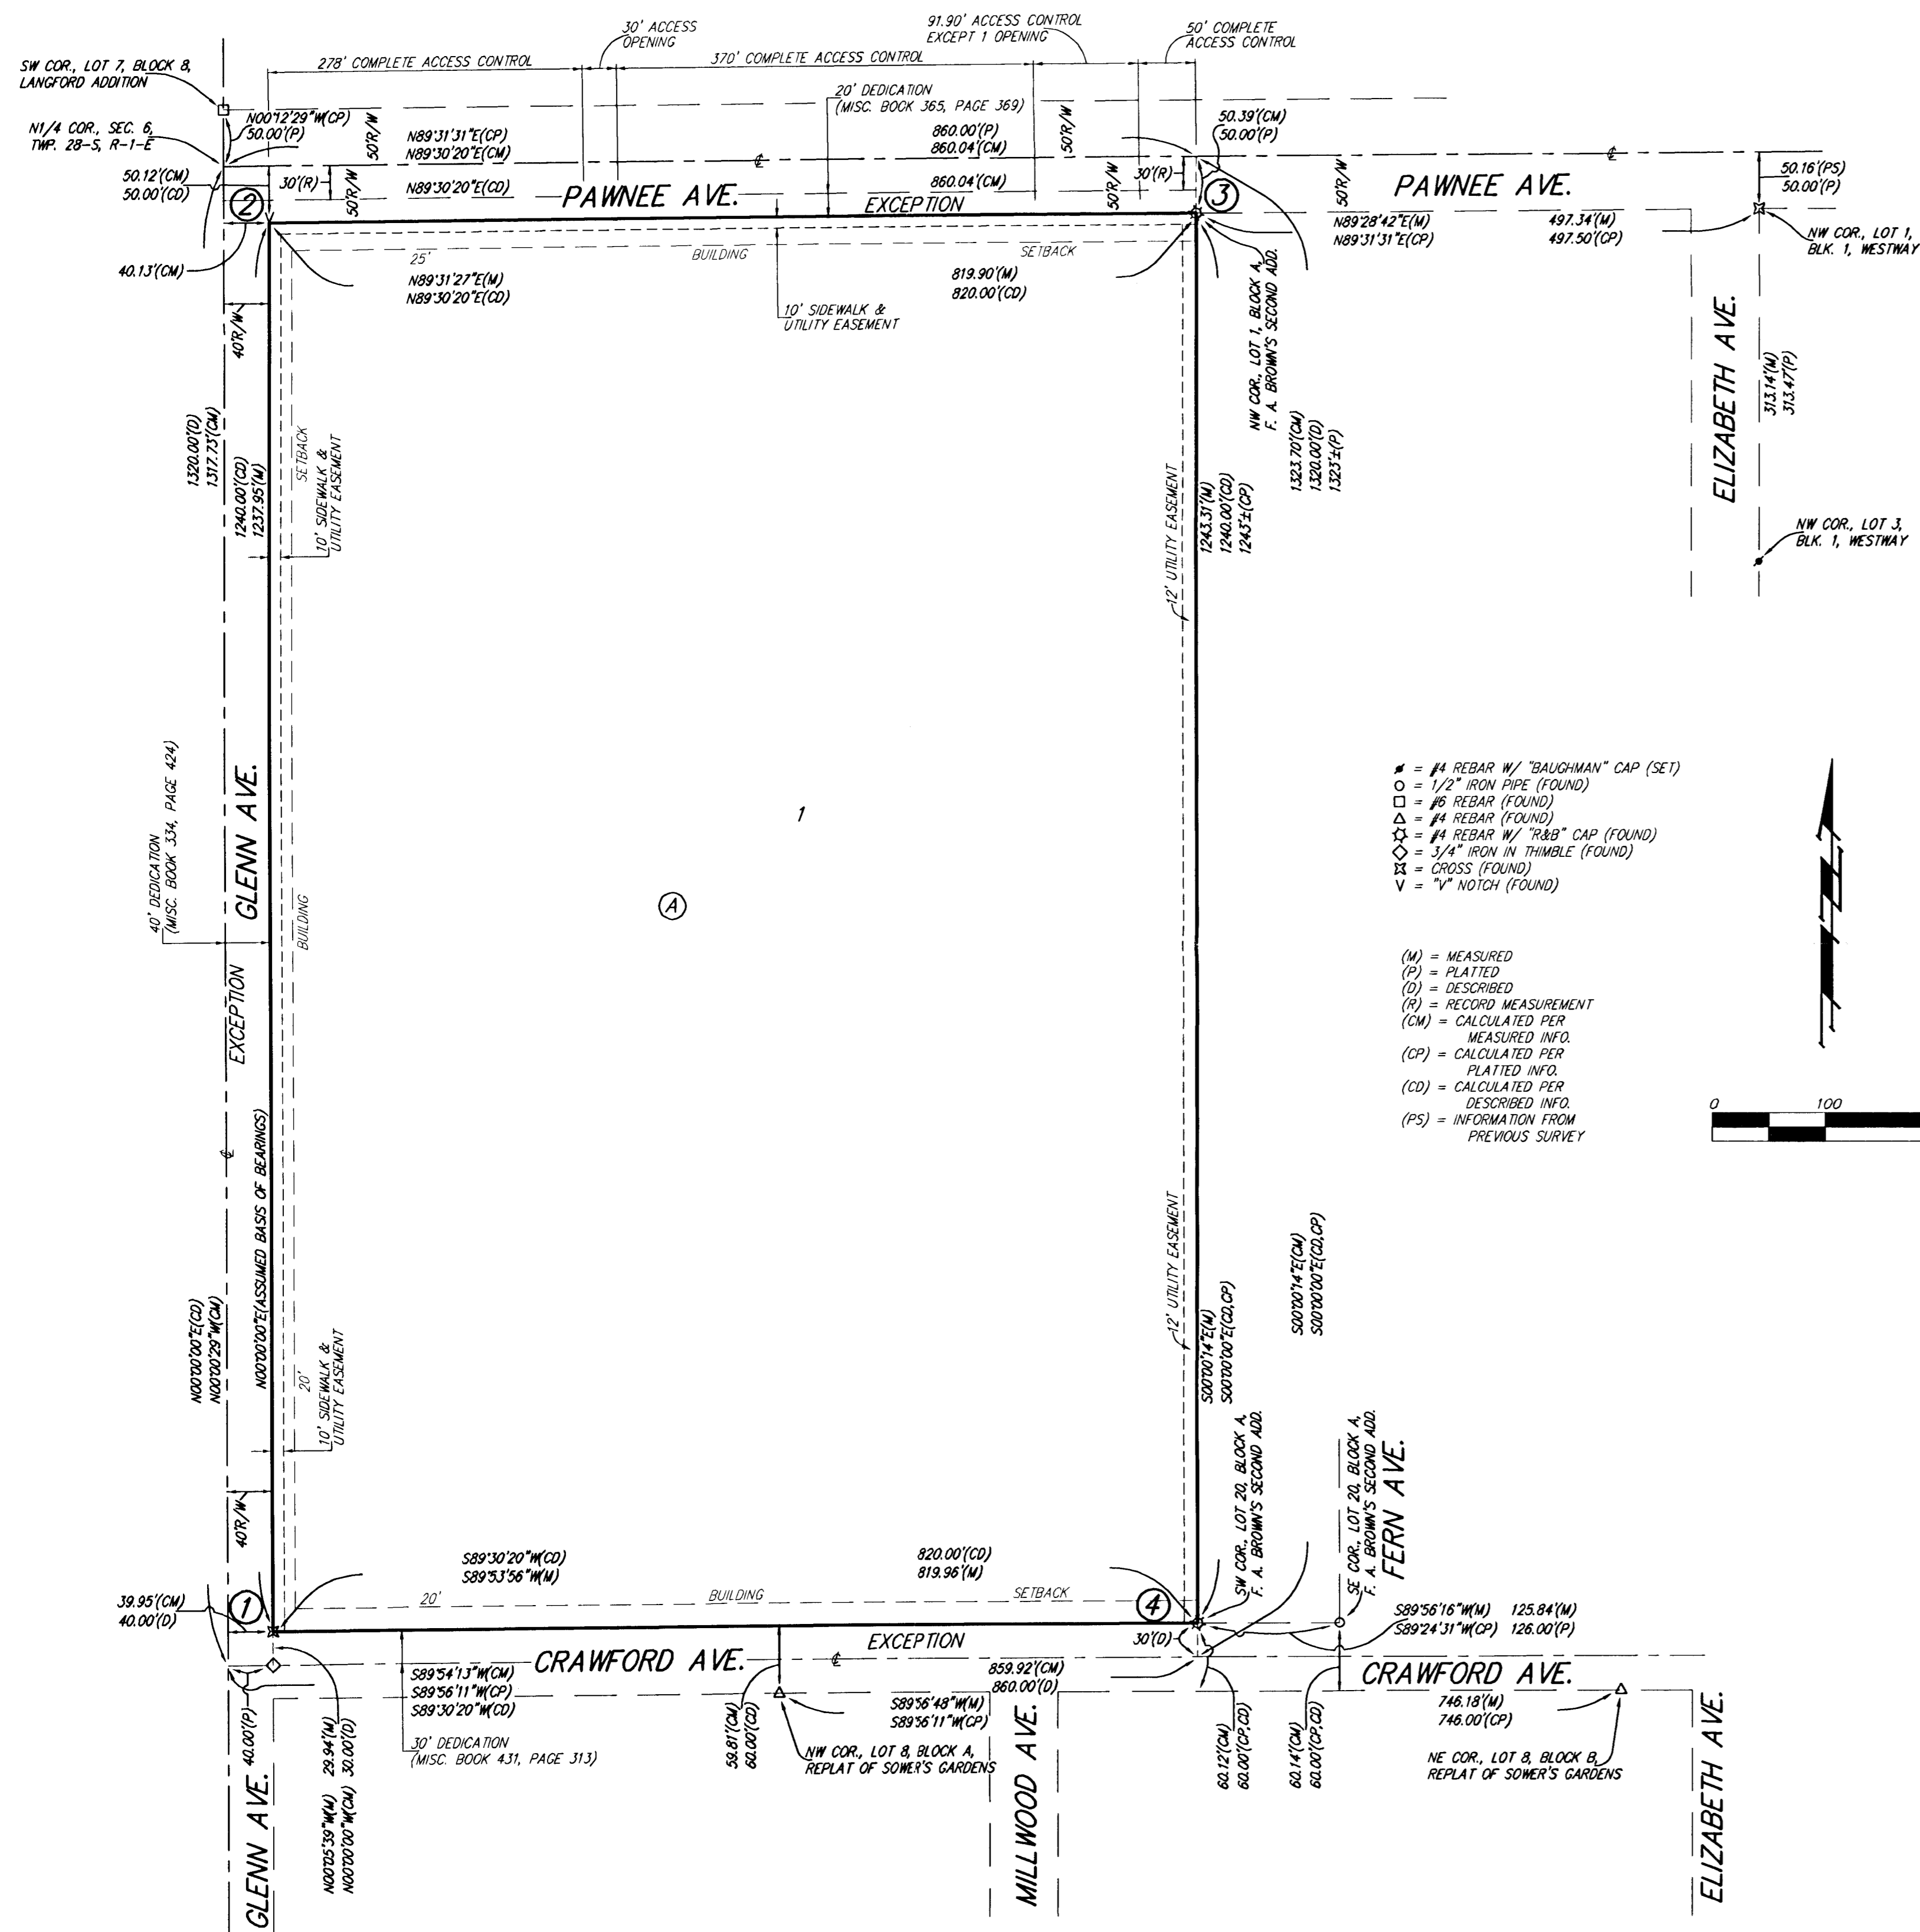 30' ACCESS
OPENING
91.90' ACCESS CONTROL
EXCEPT 1 OPENING
50' COMPLETE
ACCESS CONTROL
278' COMPLETE ACCESS CONTROL
370' COMPLETE ACCESS CONTROL
SW COR., LOT 7, BLOCK 8,
LANGFORD ADDITION
20' DEDICATION
(MISC. BOOK 365, PAGE 369)
N00°12'29"W(CP)
50.00'(P)
N1/4 COR., SEC. 6,
TWP. 28-S, R-1-E
50'R/W
N89°31'31"E(CP)
N89°30'20"E(CM)
860.00'(P)
860.04'(CM)
50'R/W
50.39'(CM)
50.00'(P)
50.12'(CM)
50.00'(CD)
30'(R)
50'R/W
N89°30'20"E(CD)
860.04'(CM)
50'R/W
30'(R)
50'R/W
50.16'(PS)
50.00'(P)
2
PAWNEE AVE.
EXCEPTION
3
PAWNEE AVE.
N89°28'42"E(M)
N89°31'31"E(CP)
497.34'(M)
497.50'(CP)
NW COR., LOT 1,
BLK. 1, WESTWAY
40.13'(CM)
25'
BUILDING
SETBACK
N89°31'27"E(M)
N89°30'20"E(CD)
819.90'(M)
820.00'(CD)
10' SIDEWALK &
UTILITY EASEMENT
NW COR., LOT 1, BLOCK A,
F. A. BROWN'S SECOND ADD.
40'R/W
ELIZABETH AVE.
313.14'(M)
313.47'(P)
1320.00'(D)
1317.73'(CM)
1240.00'(CD)
1237.95'(M)
SETBACK
10' SIDEWALK &
UTILITY EASEMENT
12' UTILITY EASEMENT
1243.31'(M)
1240.00'(CD)
1243'±(CP)
1323.70'(CM)
1320.00'(D)
1323'±(P)
NW COR., LOT 3,
BLK. 1, WESTWAY
40' DEDICATION
(MISC. BOOK 334, PAGE 424)
GLENN AVE.
1
A
BUILDING
EXCEPTION
= #4 REBAR W/ "BAUGHMAN" CAP (SET)
= 1/2" IRON PIPE (FOUND)
= #6 REBAR (FOUND)
= #4 REBAR (FOUND)
= #4 REBAR W/ "R&B" CAP (FOUND)
= 3/4" IRON IN THIMBLE (FOUND)
= CROSS (FOUND)
V = "V" NOTCH (FOUND)
(M) = MEASURED
(P) = PLATTED
(D) = DESCRIBED
(R) = RECORD MEASUREMENT
(CM) = CALCULATED PER
MEASURED INFO.
(CP) = CALCULATED PER
PLATTED INFO.
(CD) = CALCULATED PER
DESCRIBED INFO.
(PS) = INFORMATION FROM
PREVIOUS SURVEY
0 100
N00°00'00"E(CD)
N00°00'29"W(CM)
N00°00'00"E(ASSUMED BASIS OF BEARINGS)
20'
10' SIDEWALK &
UTILITY EASEMENT
12' UTILITY EASEMENT
S00°00'14"E(M)
S00°00'00"E(CD,CP)
S00°00'14"E(CM)
S00°00'00"E(CD,CP)
40'R/W
SW COR., LOT 20, BLOCK A,
F. A. BROWN'S SECOND ADD.
SE COR., LOT 20, BLOCK A,
F. A. BROWN'S SECOND ADD.
FERN AVE.
S89°30'20"W(CD)
S89°53'56"W(M)
820.00'(CD)
819.96'(M)
39.95'(CM)
40.00'(D)
1
20'
BUILDING
SETBACK
4
S89°56'16"W(M) 125.84'(M)
S89°24'31"W(CP) 126.00'(P)
30'(D)
CRAWFORD AVE.
EXCEPTION
CRAWFORD AVE.
S89°54'13"W(CM)
S89°56'11"W(CP)
S89°30'20"W(CD)
859.92'(CM)
860.00'(D)
S89°56'48"W(M)
S89°56'11"W(CP)
746.18'(M)
746.00'(CP)
40.00'(P)
N00°05'39"W(M) 29.94'(M)
N00°00'00"W(CM) 30.00'(D)
30' DEDICATION
(MISC. BOOK 431, PAGE 313)
59.81'(CM)
60.00'(CD)
NW COR., LOT 8, BLOCK A,
REPLAT OF SOWER'S GARDENS
60.12'(CM)
60.00'(CP,CD)
60.14'(CM)
60.00'(CP,CD)
NE COR., LOT 8, BLOCK B,
REPLAT OF SOWER'S GARDENS
GLENN AVE.
MILLWOOD AVE.
ELIZABETH AVE.